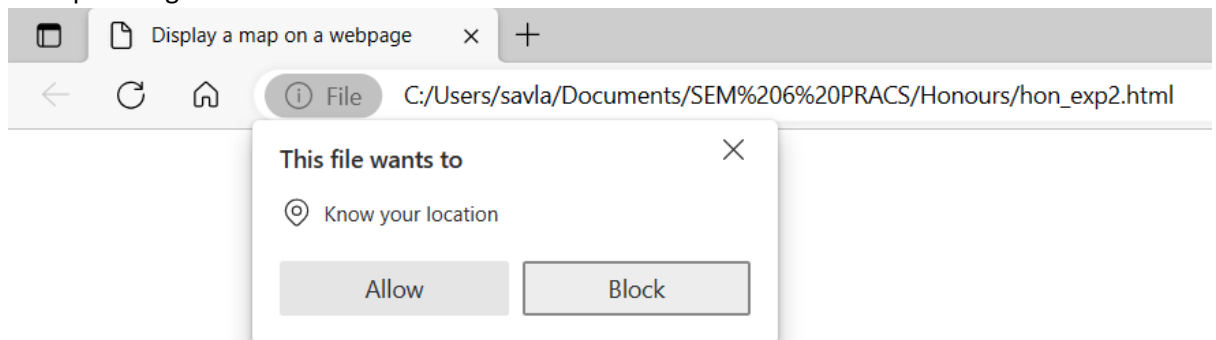 Display a map on a webpage
File C:/Users/savla/Documents/SEM%206%20PRACS/Honours/hon_exp2.html
This file wants to
Know your location
Allow Block